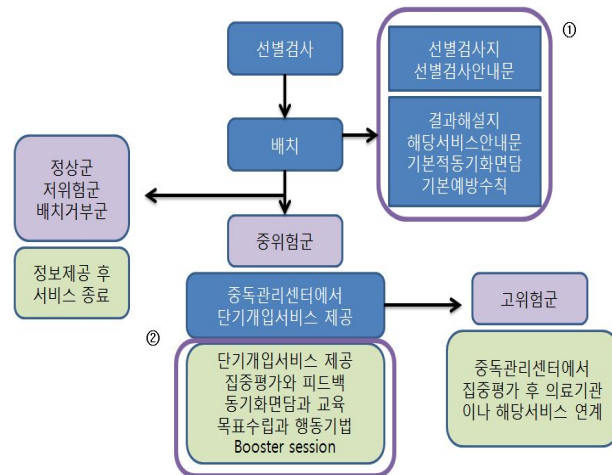 선별검사
①
선별검사지
선별검사안내문
배치
결과해설지
해당서비스안내문
기본적동기화면담
기본예방수칙
정상군
저위험군
배치거부군
정보제공 후
서비스 종료
중위험군
중독관리센터에서
단기개입서비스 제공
고위험군
②
단기개입서비스 제공
집중평가와 피드백
동기화면담과 교육
목표수립과 행동기법
Booster session
중독관리센터에서
집중평가 후 의료기관
이나 해당서비스 연계